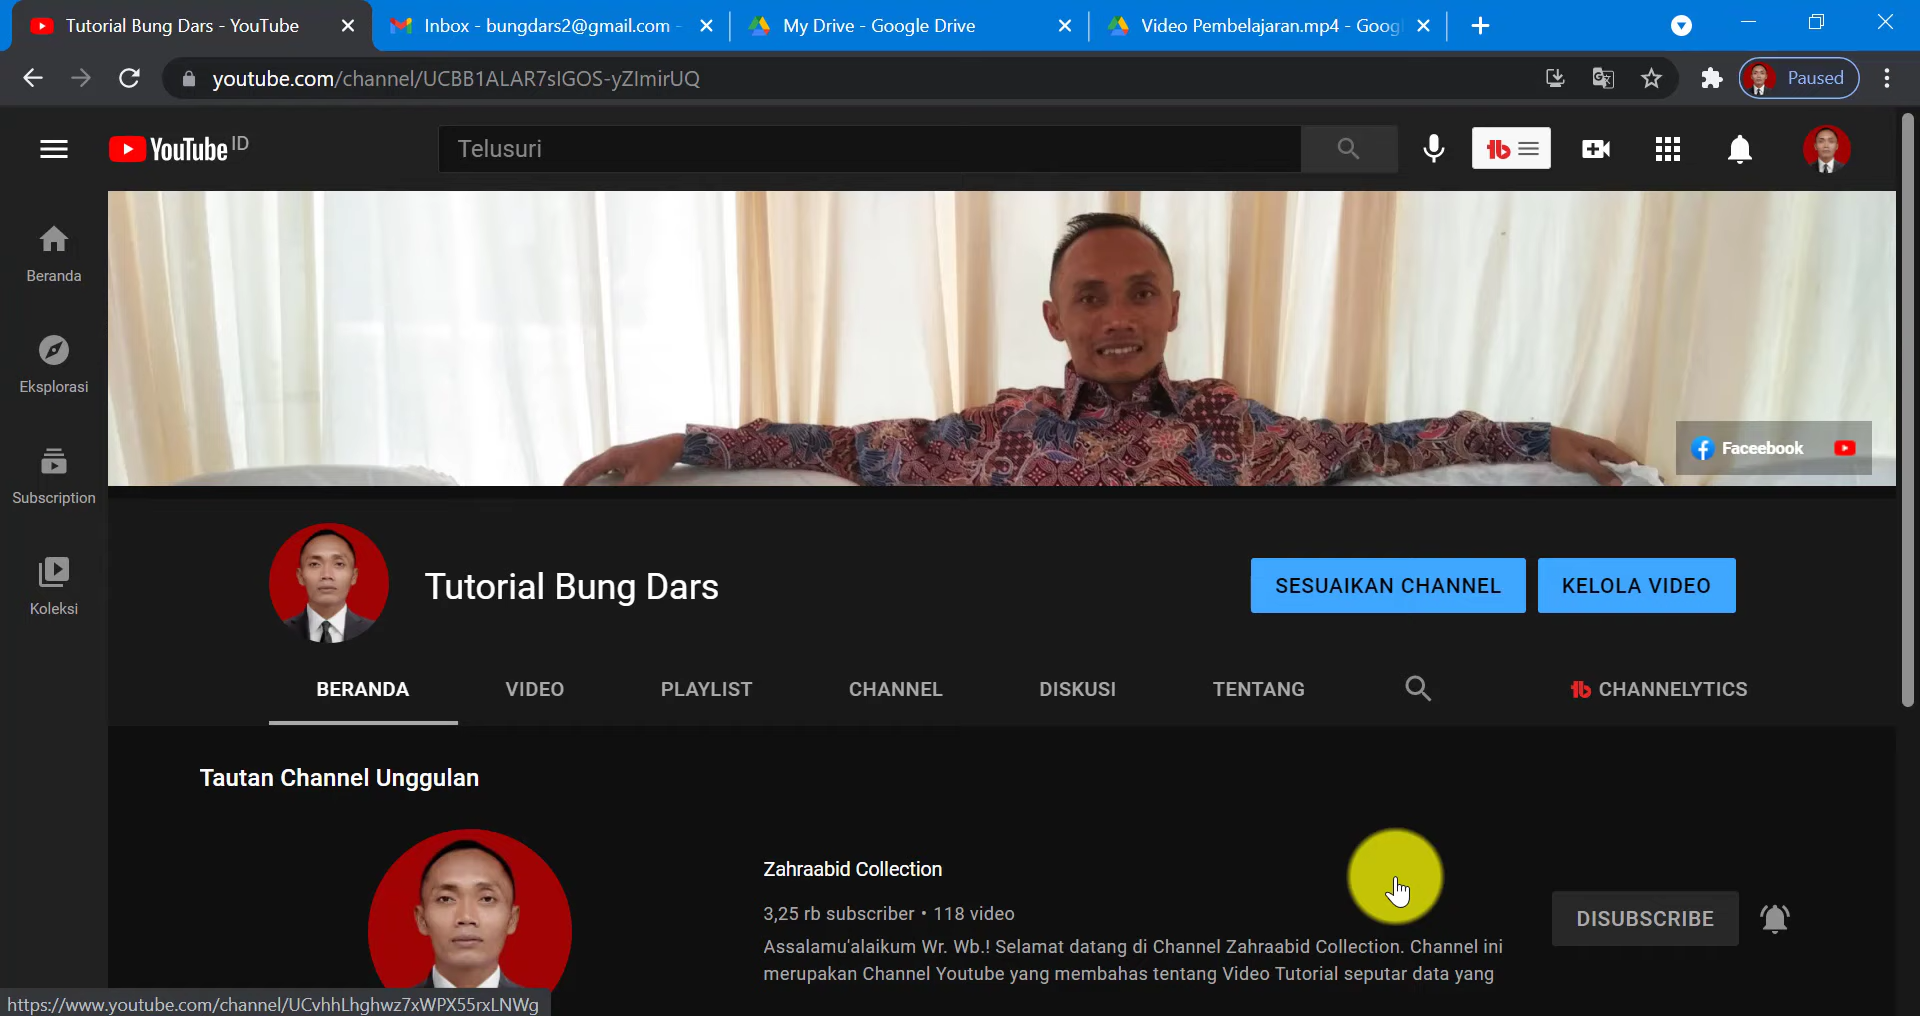 Tutorial Bung Dars - YouTube
Inbox - bungdars2@gmail.com -
My Drive - Google Drive
Video Pembelajaran.mp4 - Goog
youtube.com/channel/UCBB1ALAR7sIGOS-yZImirUQ
Paused
YouTube ID
Telusuri
tb
Beranda
Eksplorasi
Subscription
Koleksi
Faceebook
Tutorial Bung Dars
SESUAIKAN CHANNEL
KELOLA VIDEO
BERANDA
VIDEO
PLAYLIST
CHANNEL
DISKUSI
TENTANG
tb CHANNELYTICS
Tautan Channel Unggulan
Zahraabid Collection
3,25 rb subscriber • 118 video
Assalamu'alaikum Wr. Wb.! Selamat datang di Channel Zahraabid Collection. Channel ini
merupakan Channel Youtube yang membahas tentang Video Tutorial seputar data yang
DISUBSCRIBE
https://www.youtube.com/channel/UCvhhLhghwz7xWPX55rxLNWg